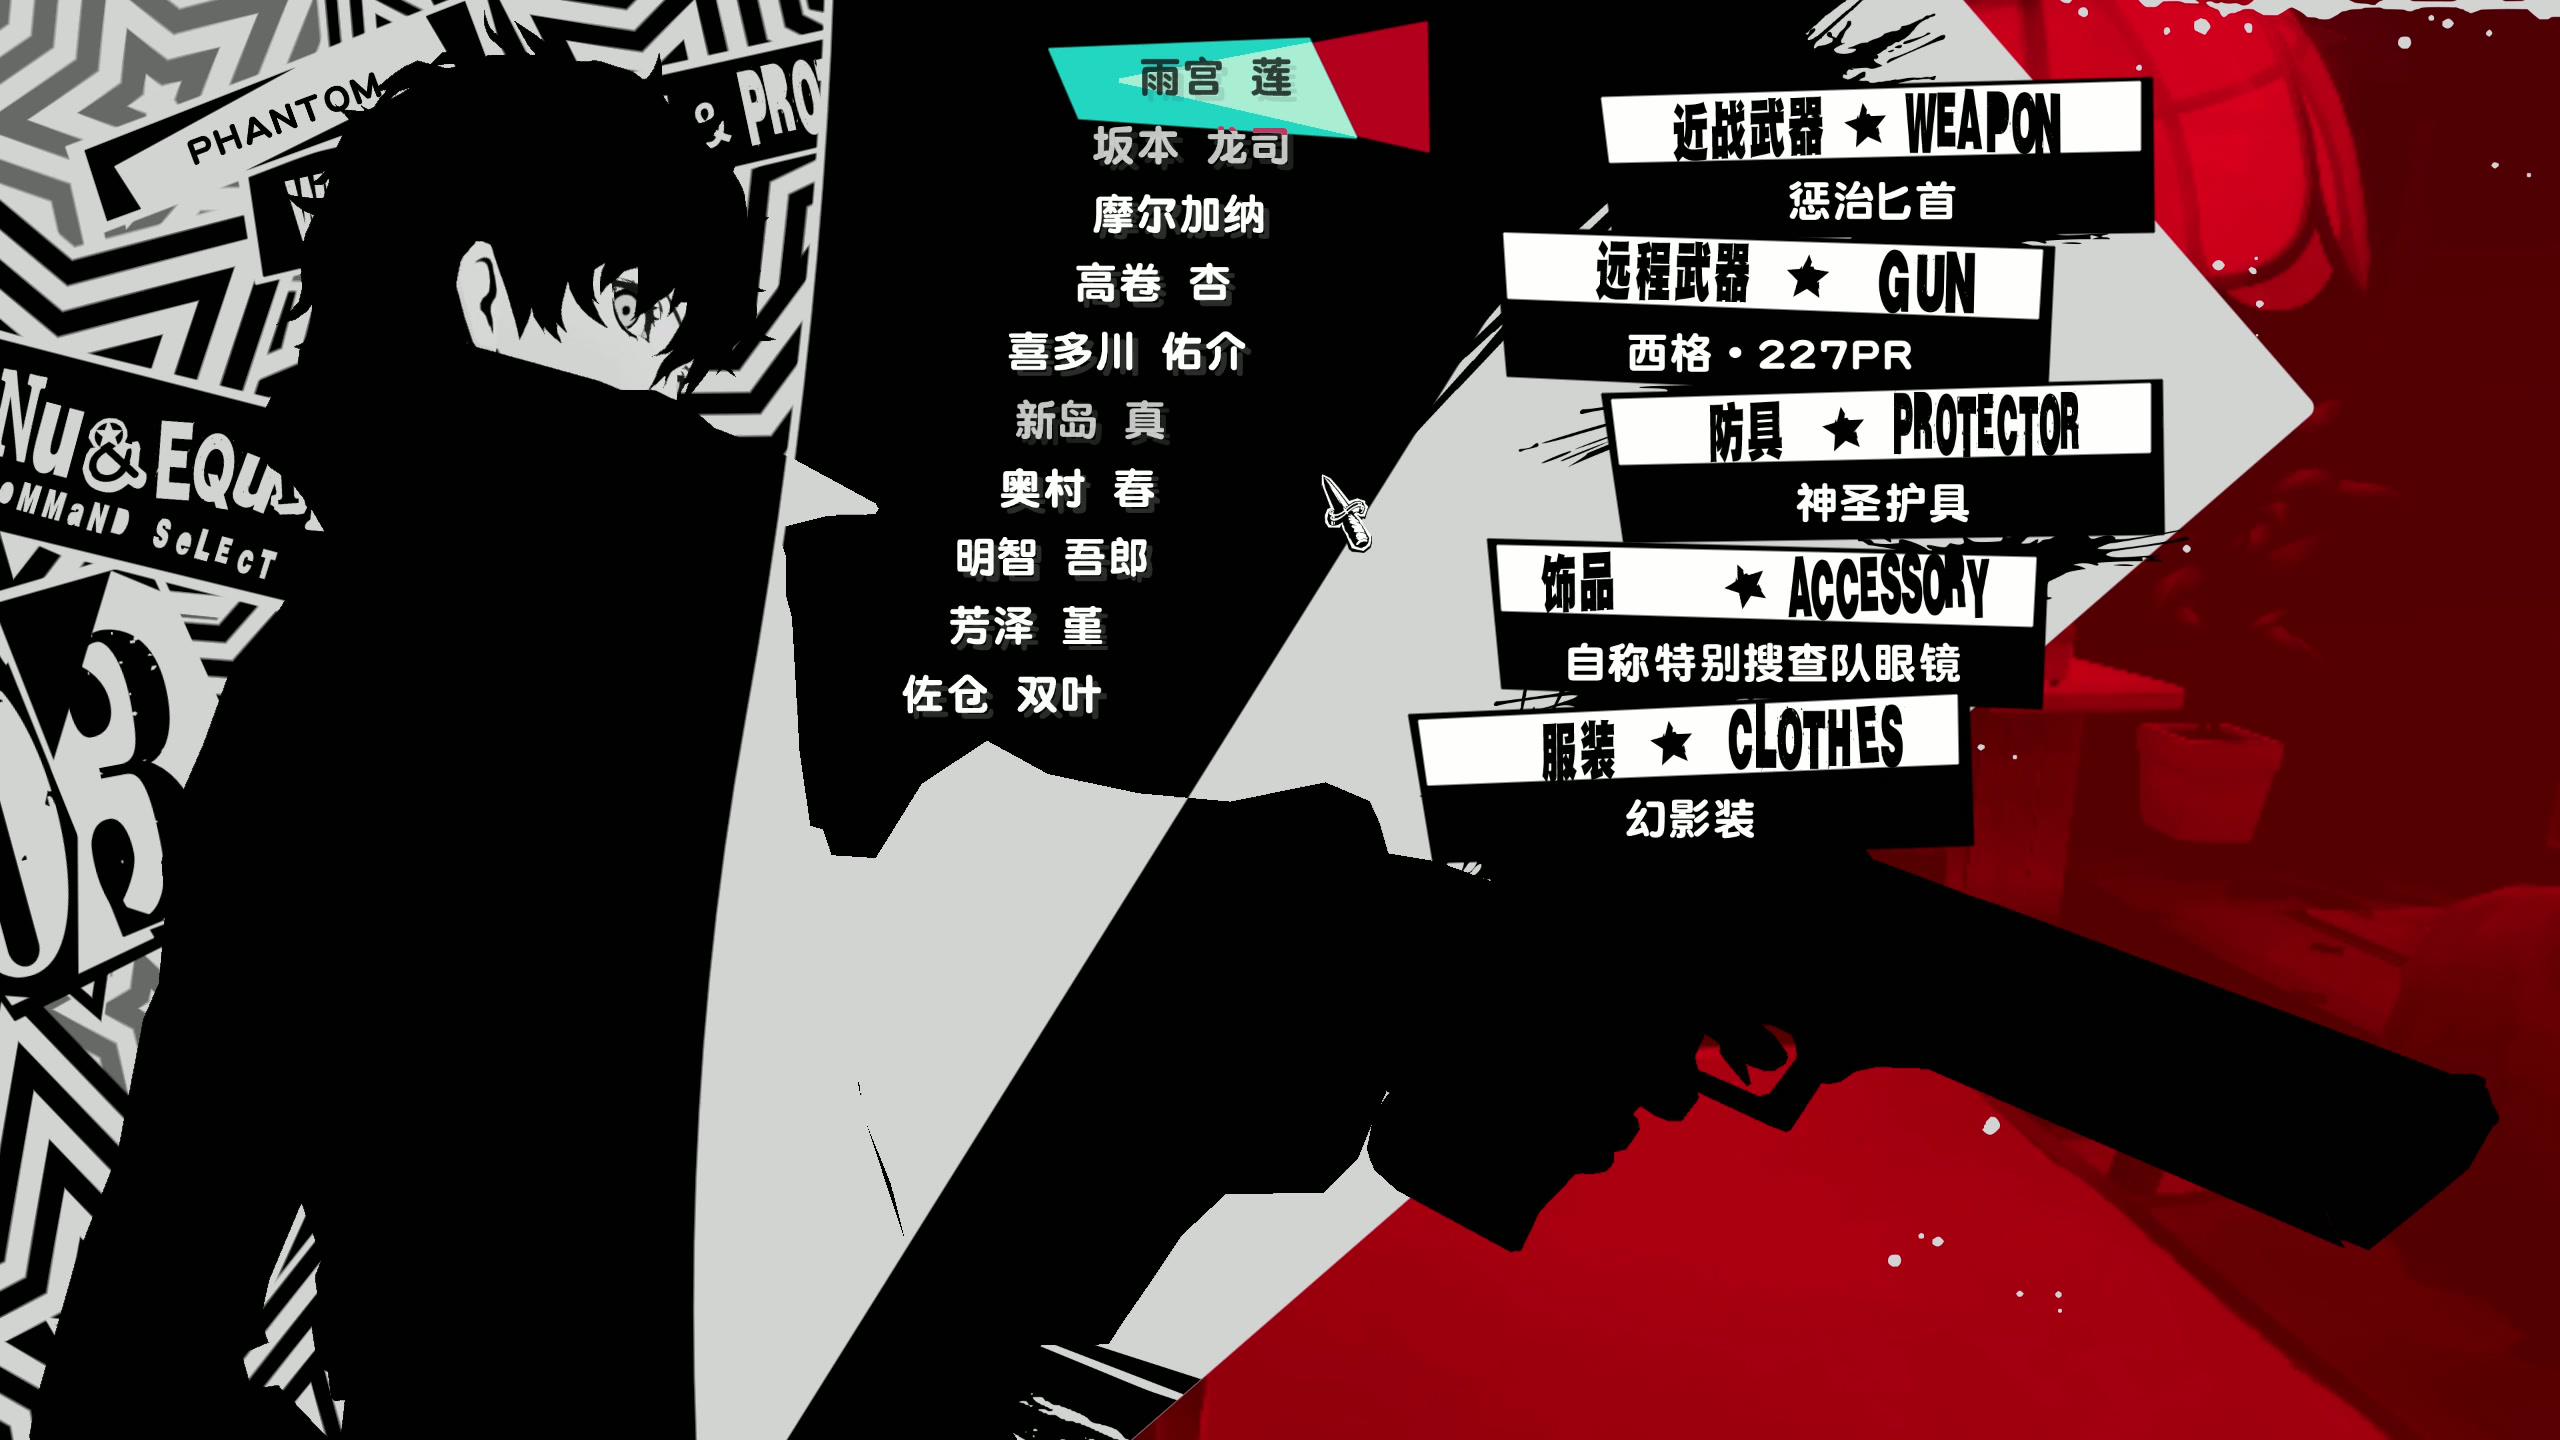 PHANTOM
& PRO
Nu & EQu
oMMaND SeLEcT
03
雨宫 莲
坂本 龙司
摩尔加纳
高卷 杏
喜多川 佑介
新岛 真
奥村 春
明智 吾郎
芳泽 堇
佐仓 双叶
近战武器 ★ WEAPON
惩治匕首
远程武器 ★ GUN
西格·227PR
防具 ★ PROTECTOR
神圣护具
饰品 ★ ACCESSORY
自称特别搜查队眼镜
服装 ★ CLOTHES
幻影装